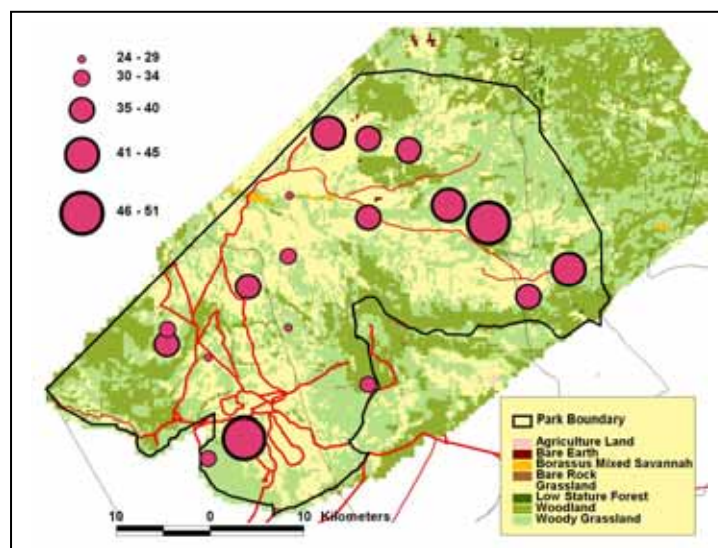 24 - 29
30 - 34
35 - 40
41 - 45
46 - 51
Park Boundary
Agriculture Land
Bare Earth
Borassus Mixed Savannah
Bare Rock
Grassland
Low Stature Forest
Woodland
Woody Grassland
10 0 10 Kilometers